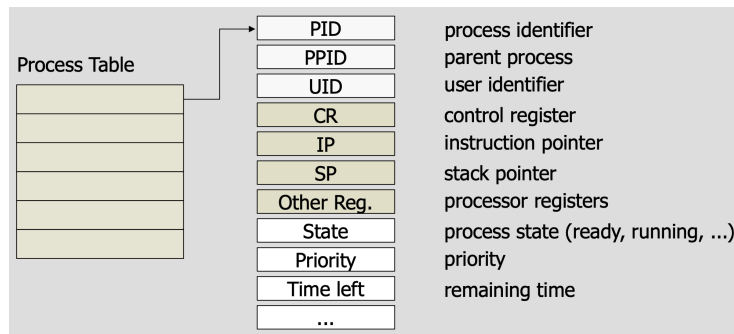 Process Table
PID process identifier
PPID parent process
UID user identifier
CR control register
IP instruction pointer
SP stack pointer
Other Reg. processor registers
State process state (ready, running, ...)
Priority priority
Time left remaining time
...